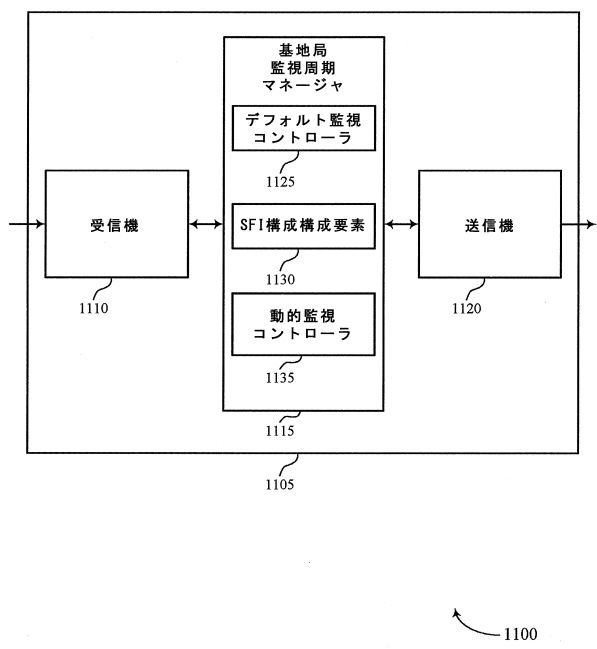 基地局
監視周期
マネージャ
デフォルト監視
コントローラ
1125
受信機
1110
SFI構成構成要素
1130
送信機
1120
動的監視
コントローラ
1135
1115
1105
1100